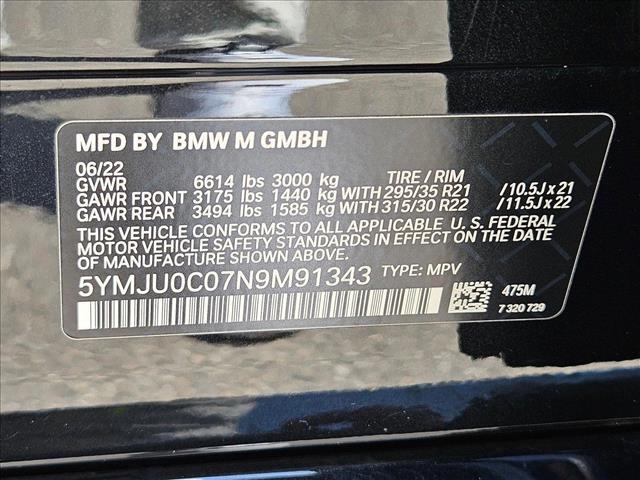 MFD BY BMW M GMBH
06/22
GVWR 6614 lbs 3000 kg TIRE / RIM
GAWR FRONT 3175 lbs 1440 kg WITH 295/35 R21 /10.5J x 21
GAWR REAR 3494 lbs 1585 kg WITH 315/30 R22 /11.5J x 22
THIS VEHICLE CONFORMS TO ALL APPLICABLE U. S. FEDERAL
MOTOR VEHICLE SAFETY STANDARDS IN EFFECT ON THE DATE
OF MANUFACTURE SHOWN ABOVE.
5YMJU0C07N9M91343 TYPE: MPV
475M
7 320 729